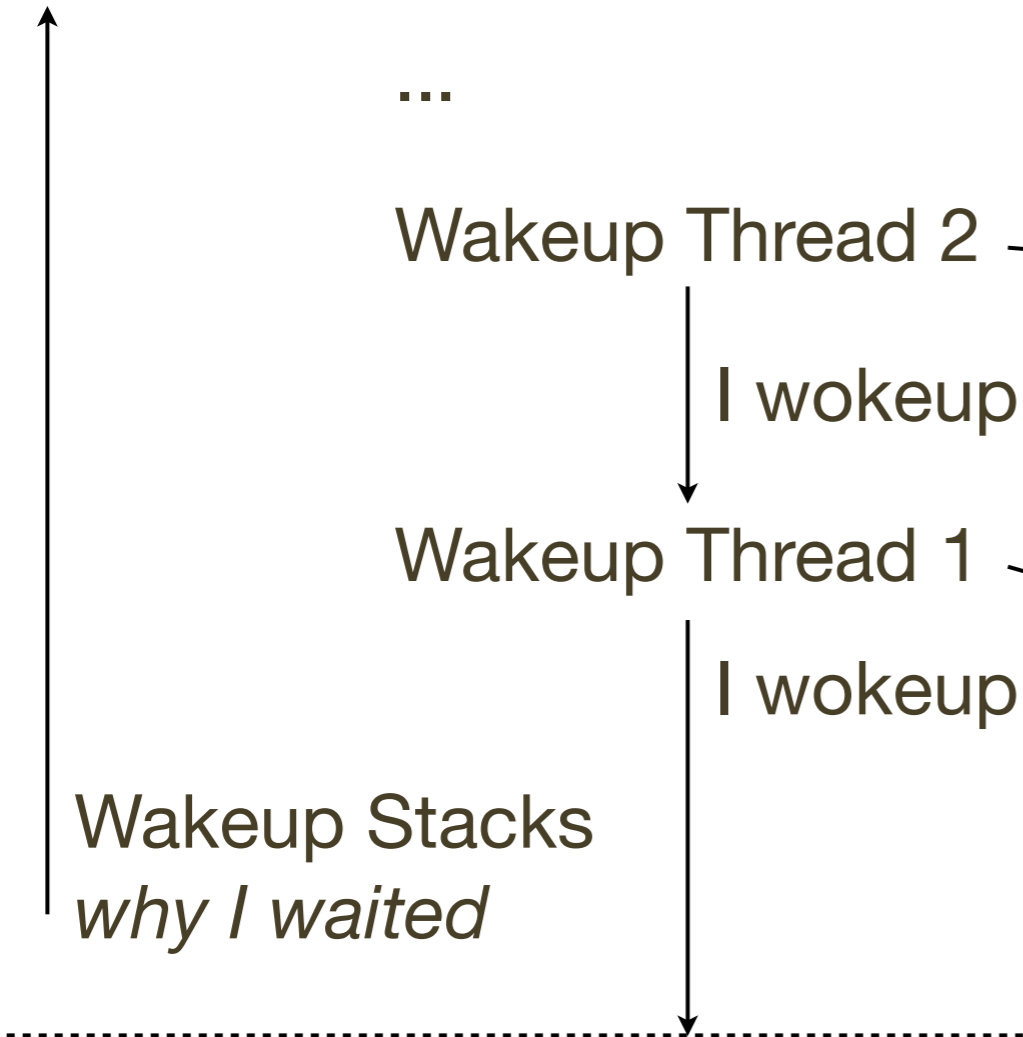 ...
Wakeup Thread 2
I wokeup
Wakeup Thread 1
I wokeup
Wakeup Stacks
why I waited